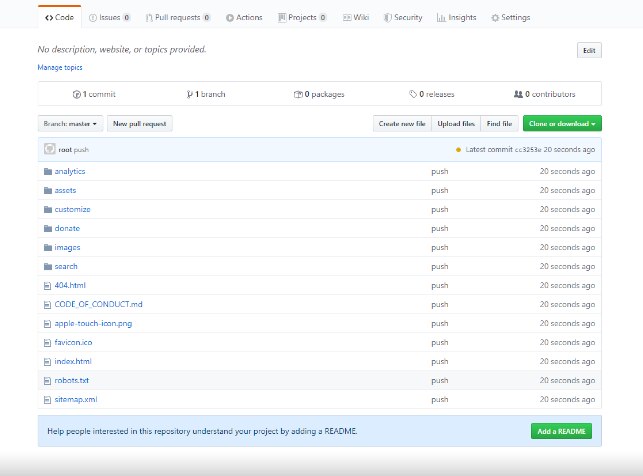 Code Issues 0 Pull requests 0 Actions Projects 0 Wiki Security Insights Settings
No description, website, or topics provided. Edit
Manage topics
1 commit 1 branch 0 packages 0 releases 0 contributors
Branch: master New pull request Create new file Upload files Find file Clone or download
root push Latest commit cc3253e 20 seconds ago
analytics push 20 seconds ago
assets push 20 seconds ago
customize push 20 seconds ago
donate push 20 seconds ago
images push 20 seconds ago
search push 20 seconds ago
404.html push 20 seconds ago
CODE_OF_CONDUCT.md push 20 seconds ago
apple-touch-icon.png push 20 seconds ago
favicon.ico push 20 seconds ago
index.html push 20 seconds ago
robots.txt push 20 seconds ago
sitemap.xml push 20 seconds ago
Help people interested in this repository understand your project by adding a README. Add a README